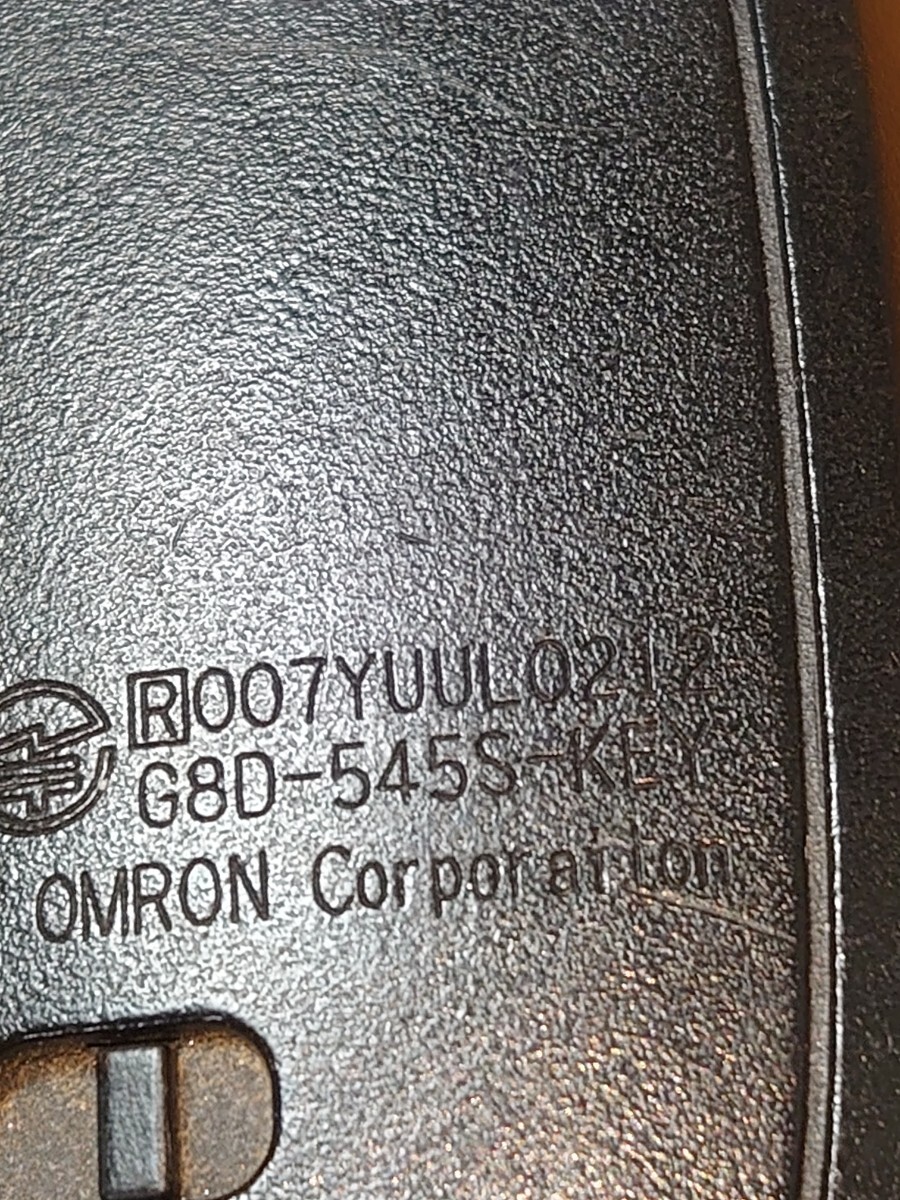 R007YUUL0212
G8D-545S-KEY
OMRON Corporation